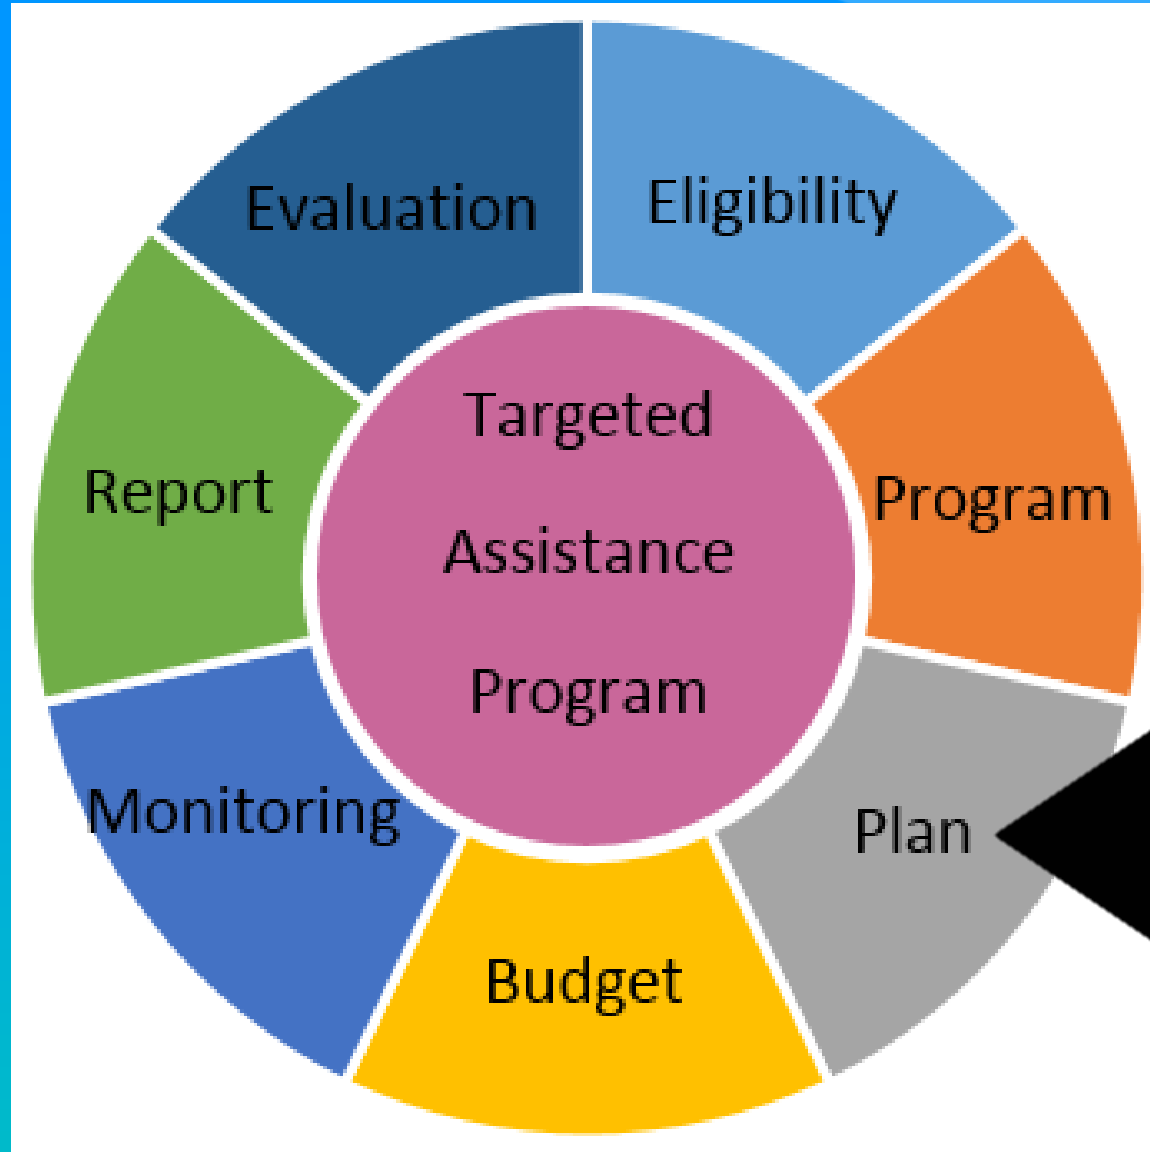 Evaluation
Eligibility
Targeted
Assistance
Program
Report
Program
Monitoring
Plan
Budget